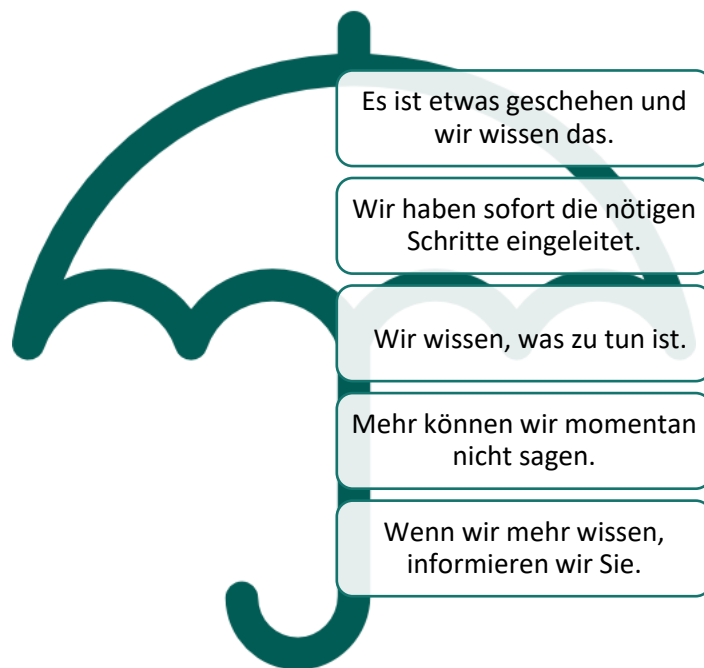 Es ist etwas geschehen und
wir wissen das.
Wir haben sofort die nötigen
Schritte eingeleitet.
Wir wissen, was zu tun ist.
Mehr können wir momentan
nicht sagen.
Wenn wir mehr wissen,
informieren wir Sie.